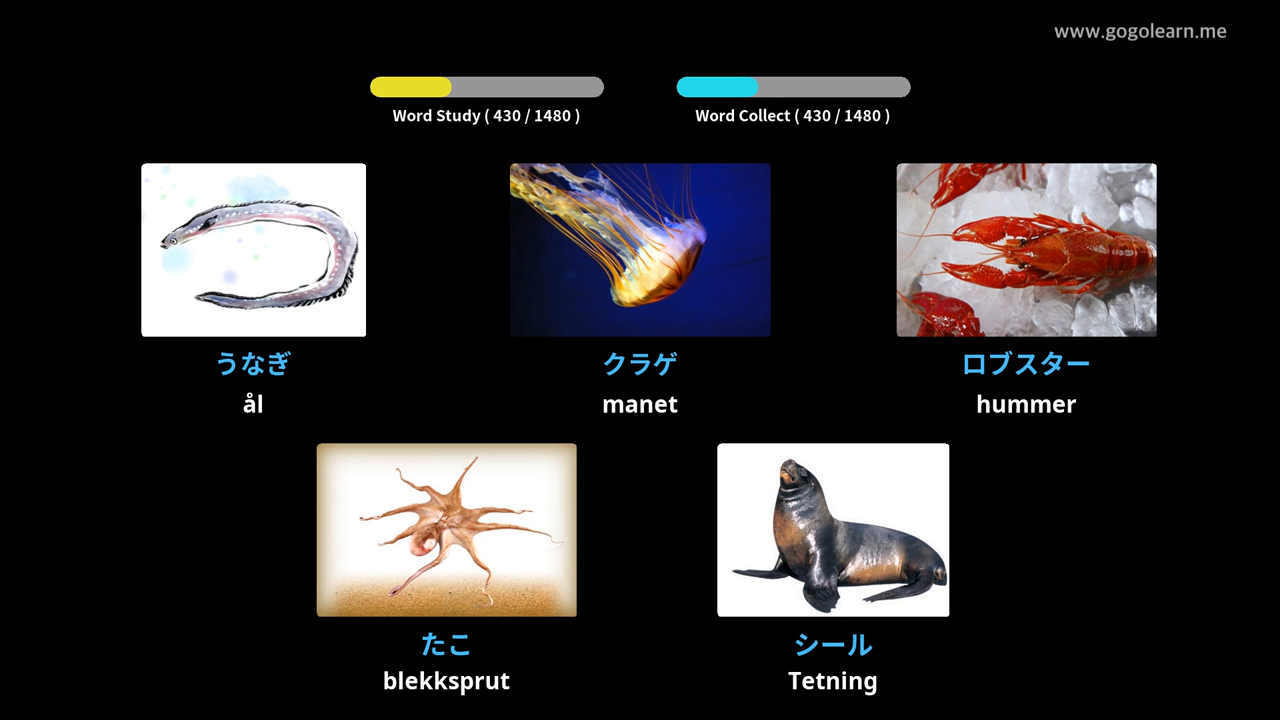 www.gogolearn.me
Word Study ( 430 / 1480 )
Word Collect ( 430 / 1480 )
うなぎ
クラゲ
ロブスター
ål
manet
hummer
たこ
シール
blekksprut
Tetning